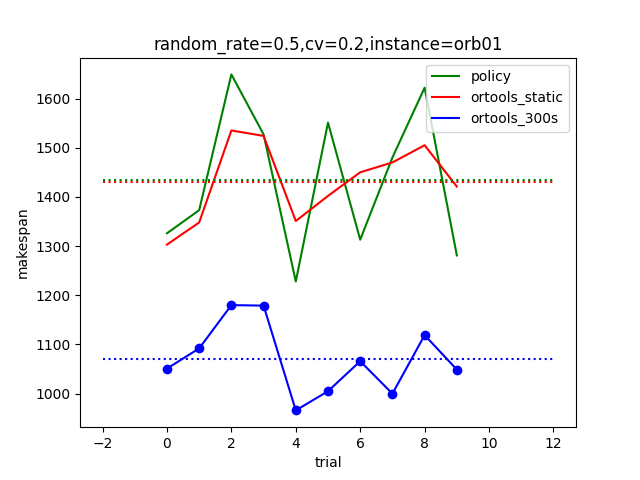 random_rate=0.5,cv=0.2,instance=orb01
policy
ortools_static
ortools_300s
makespan
1600
1500
1400
1300
1200
1100
1000
−2 0 2 4 6 8 10 12
trial